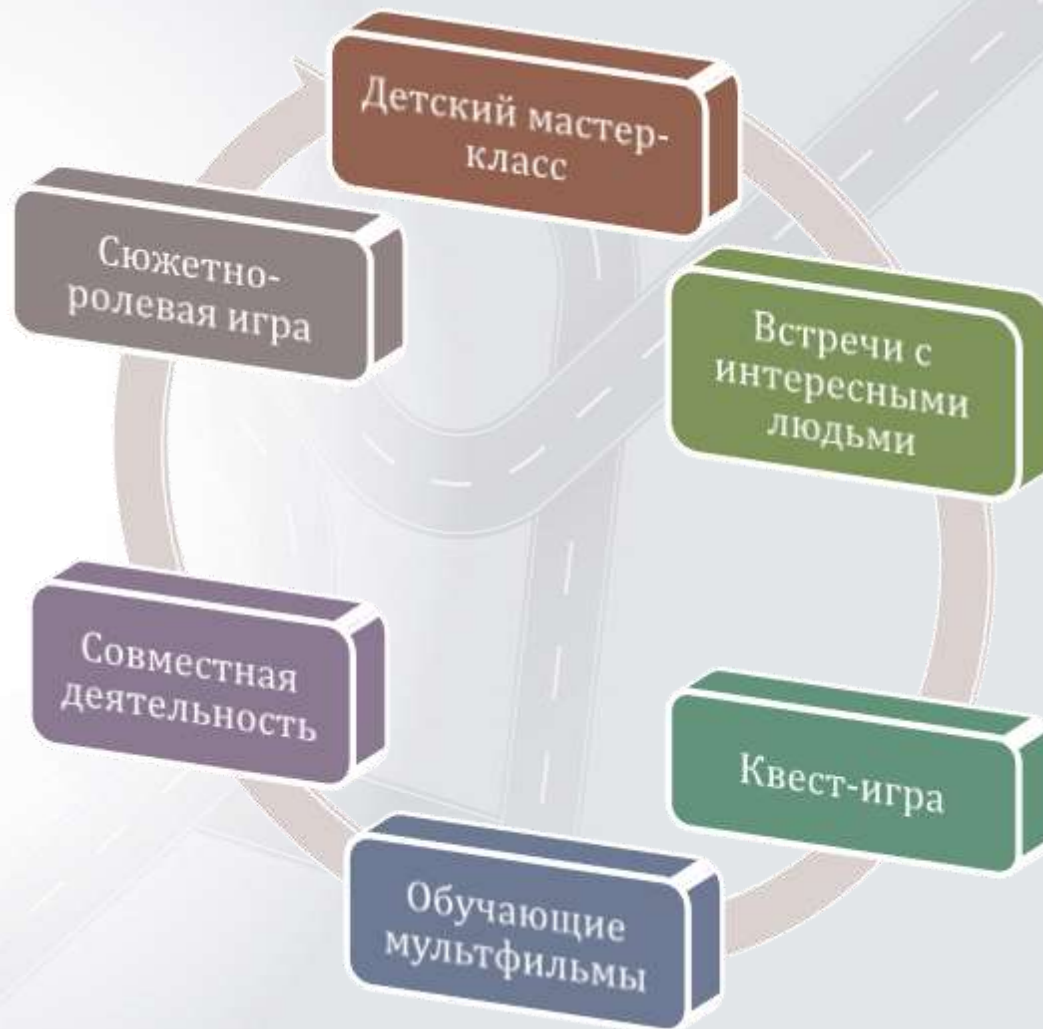 Детский мастер-
класс
Встречи с
интересными
людьми
Квест-игра
Обучающие
мультфильмы
Совместная
деятельность
Сюжетно-
ролевая игра